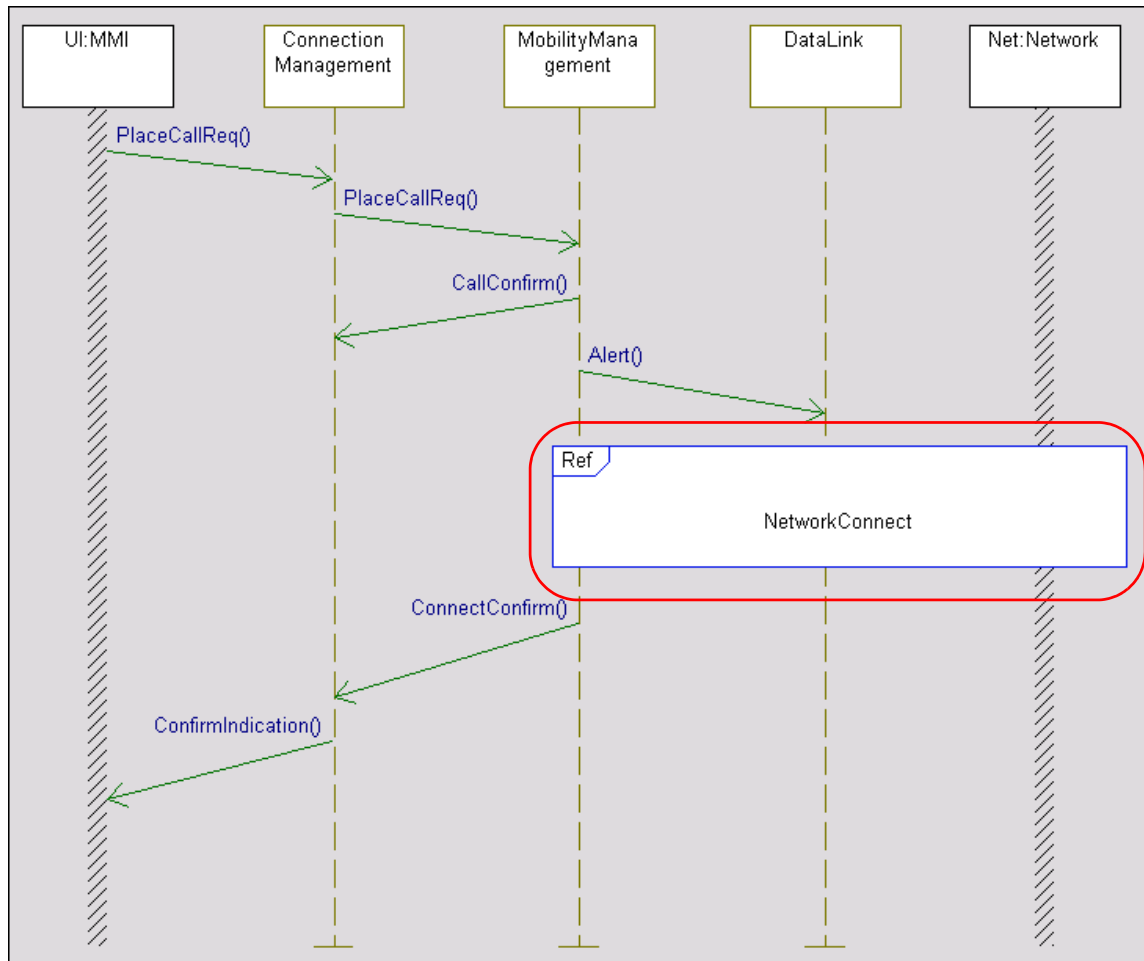 UI:MMI
Connection
Management
MobilityMana
gement
DataLink
Net:Network
PlaceCallReq()
PlaceCallReq()
CallConfirm()
Alert()
Ref
NetworkConnect
ConnectConfirm()
ConfirmIndication()